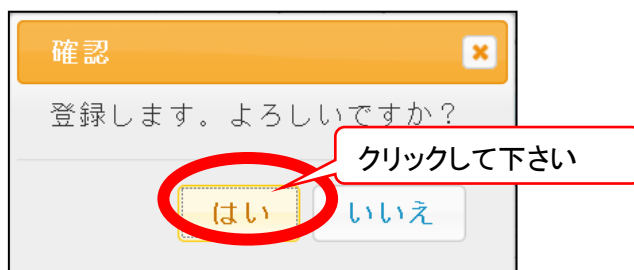 確認
登録します。よろしいですか？
クリックして下さい
はい
いいえ